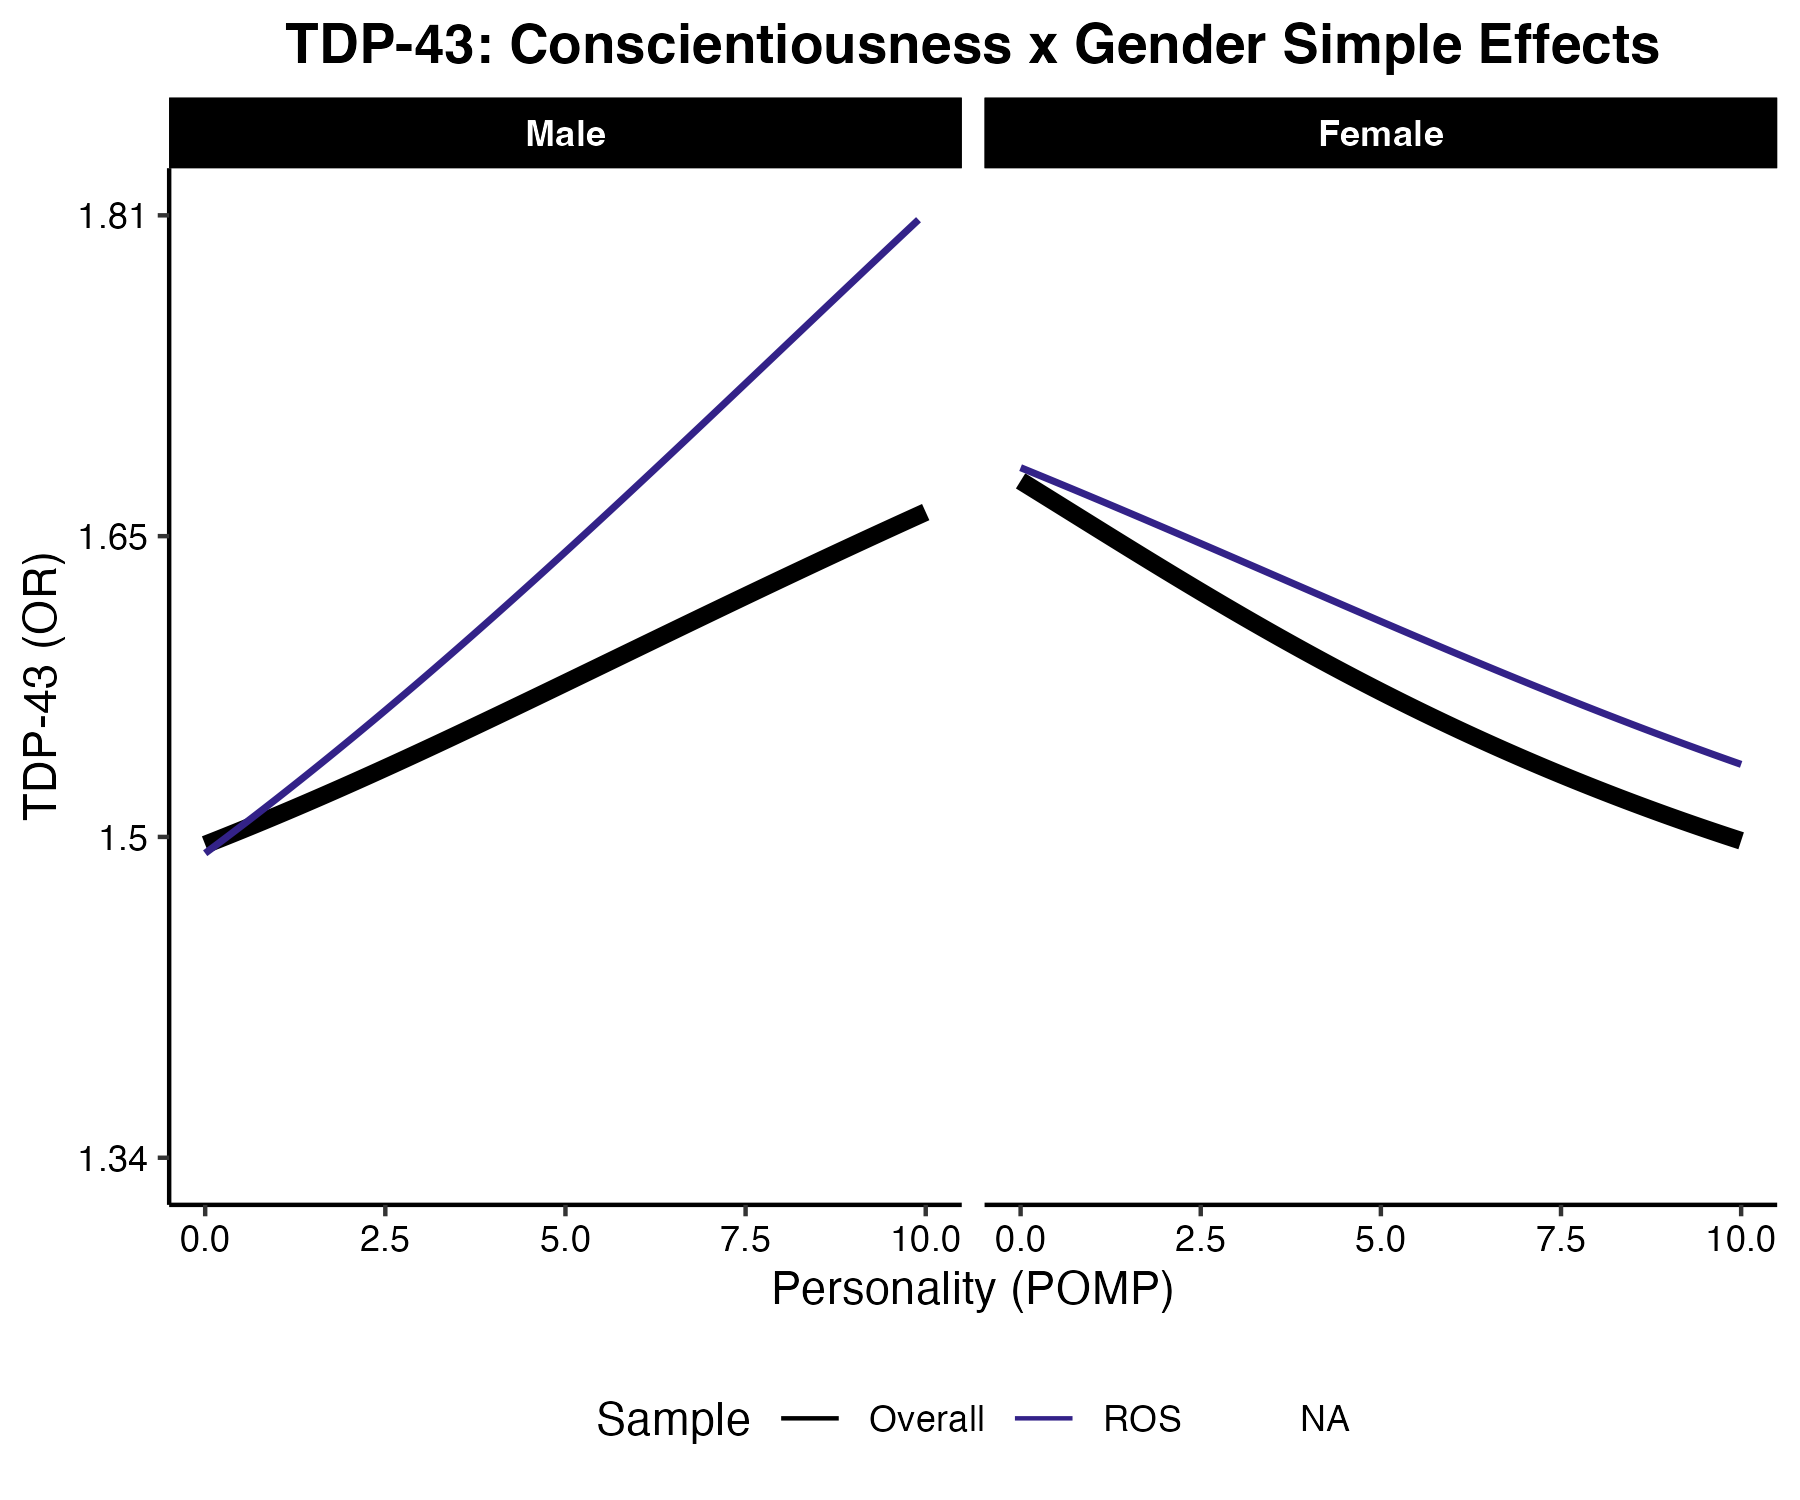 TDP-43: Conscientiousness x Gender Simple Effects
Male
Female
1.81
1.65
1.5
1.34
TDP-43 (OR)
0.0 2.5 5.0 7.5 10.0
0.0 2.5 5.0 7.5 10.0
Personality (POMP)
Sample Overall ROS NA